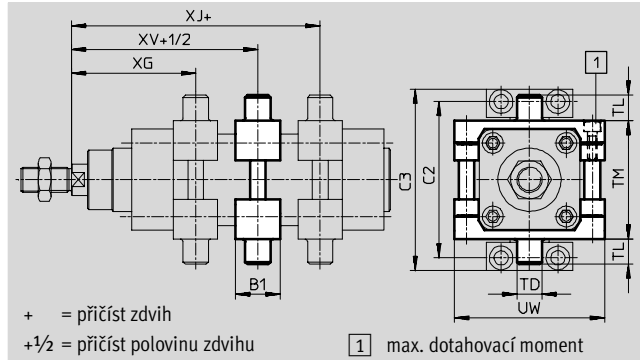 XJ+
XV+1/2
XG
B1
C3
C2
1
TL
TM
TL
TD
UW
+ = přičíst zdvih
+½ = přičíst polovinu zdvihu
1 max. dotahovací moment